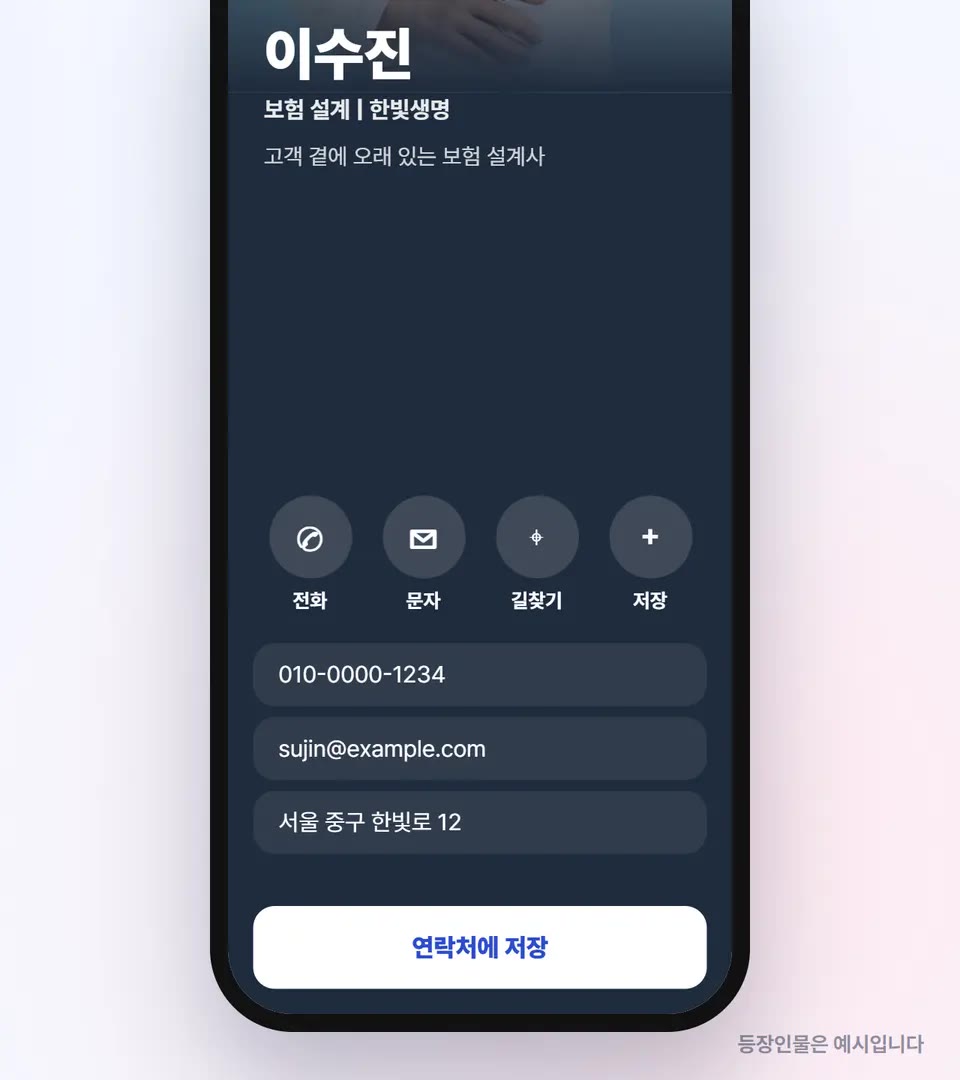 이수진
보험 설계 | 한빛생명
고객 곁에 오래 있는 보험 설계사
전화 문자 길찾기 저장
010-0000-1234
sujin@example.com
서울 중구 한빛로 12
연락처에 저장
등장인물은 예시입니다